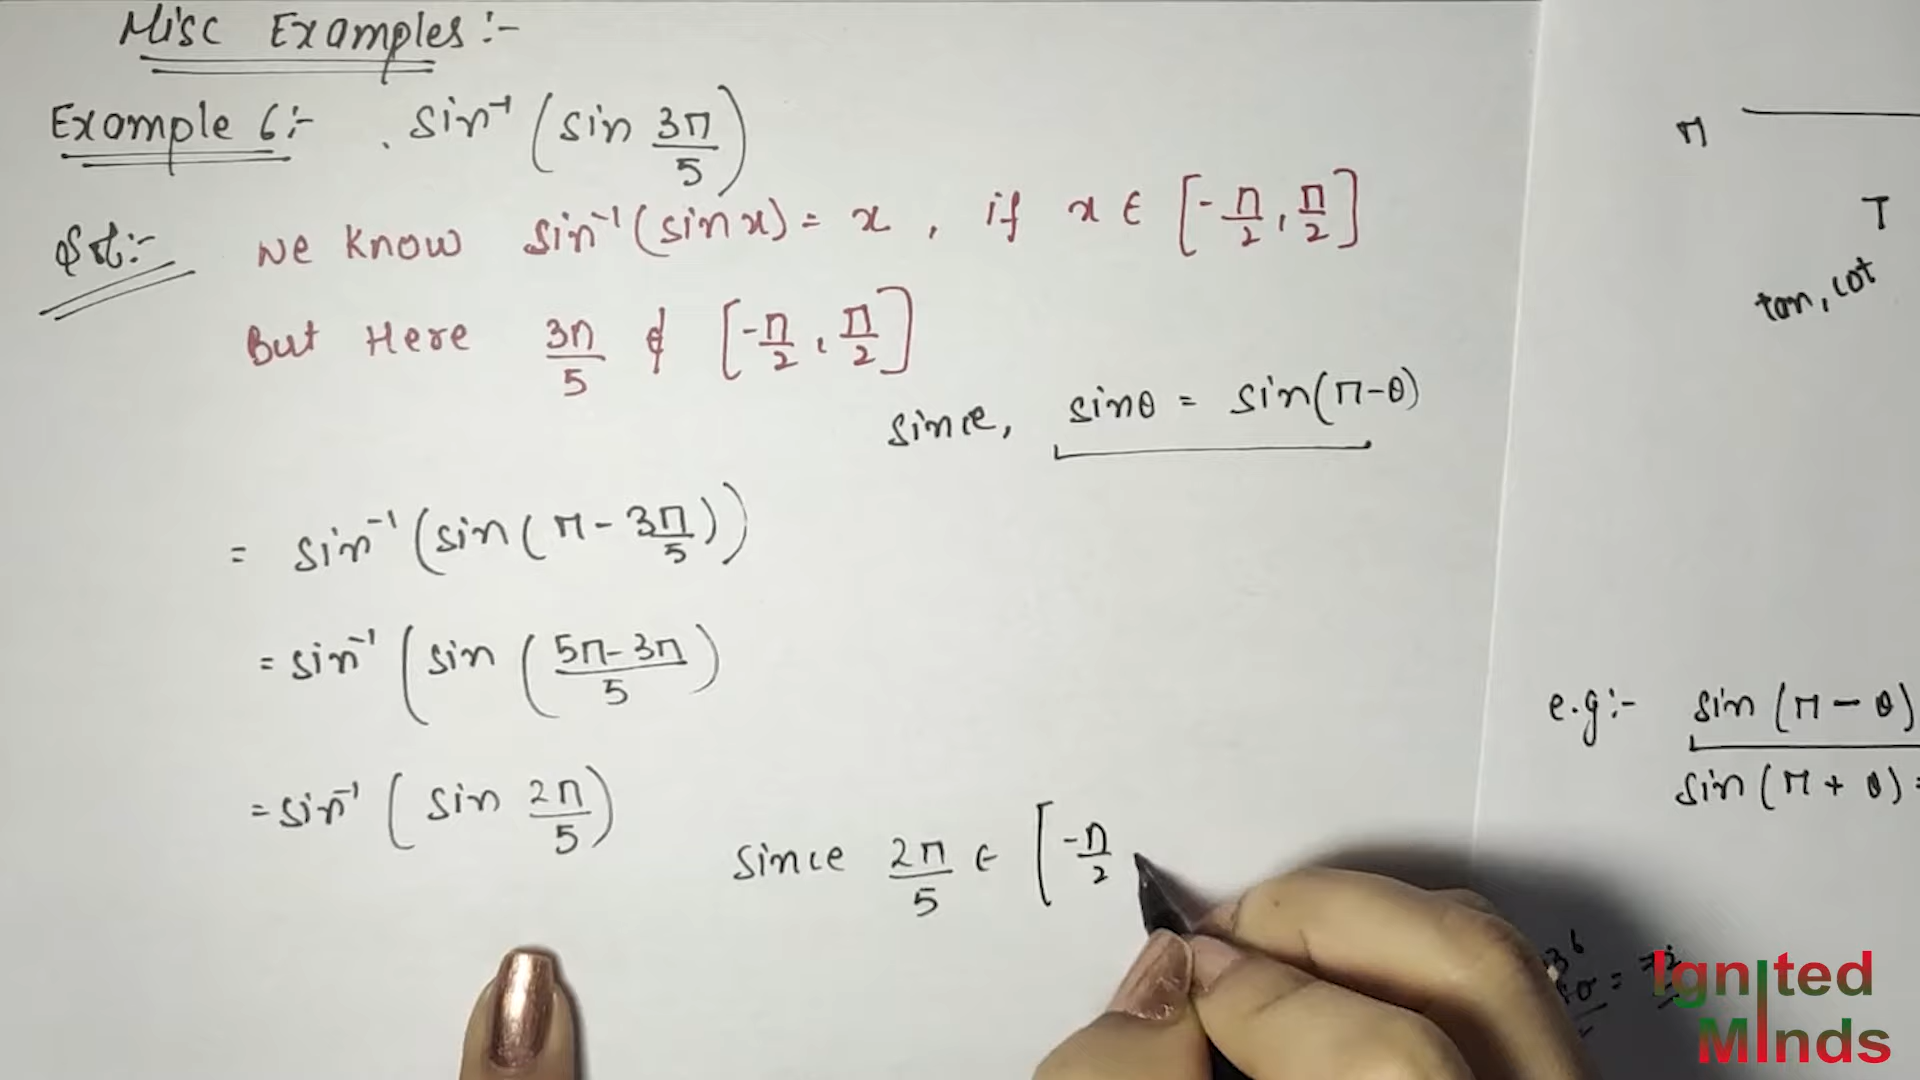 Misc Examples:-
Example 6:- . sin⁻¹ (sin 3π/5)
Sol:- We know sin⁻¹(sin x) = x , if x ∈ [-π/2, π/2]
But Here 3π/5 ∉ [-π/2, π/2]
Since, sinθ = sin(π-θ)
= sin⁻¹(sin(π - 3π/5))
= sin⁻¹(sin(5π-3π/5)
= sin⁻¹(sin 2π/5)
Since 2π/5 ∈ [-π/2
π
T
tan, cot
e.g:- sin(π - θ)
sin(π + θ) =
Ignited
Minds